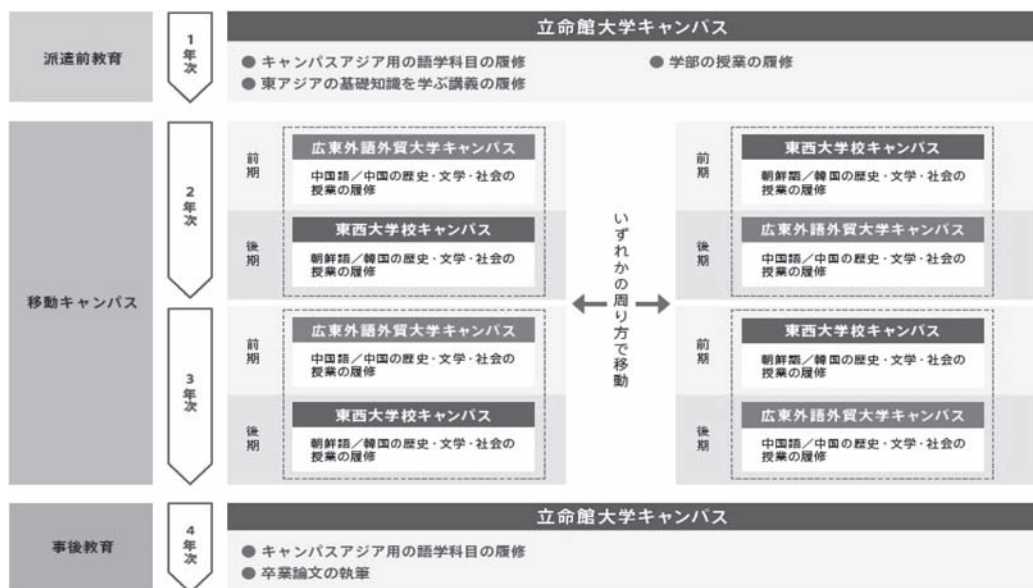 派遣前教育
1年次
立命館大学キャンパス
● キャンパスアジア用の語学科目の履修
● 学部の授業の履修
● 東アジアの基礎知識を学ぶ講義の履修
移動キャンパス
2年次
前期
広東外語外貿大学キャンパス
中国語／中国の歴史・文学・社会の
授業の履修
後期
東西大学校キャンパス
朝鮮語／韓国の歴史・文学・社会の
授業の履修
3年次
前期
広東外語外貿大学キャンパス
中国語／中国の歴史・文学・社会の
授業の履修
後期
東西大学校キャンパス
朝鮮語／韓国の歴史・文学・社会の
授業の履修
いずれかの周り方で移動
前期
東西大学校キャンパス
朝鮮語／韓国の歴史・文学・社会の
授業の履修
後期
広東外語外貿大学キャンパス
中国語／中国の歴史・文学・社会の
授業の履修
前期
東西大学校キャンパス
朝鮮語／韓国の歴史・文学・社会の
授業の履修
後期
広東外語外貿大学キャンパス
中国語／中国の歴史・文学・社会の
授業の履修
事後教育
4年次
立命館大学キャンパス
● キャンパスアジア用の語学科目の履修
● 卒業論文の執筆